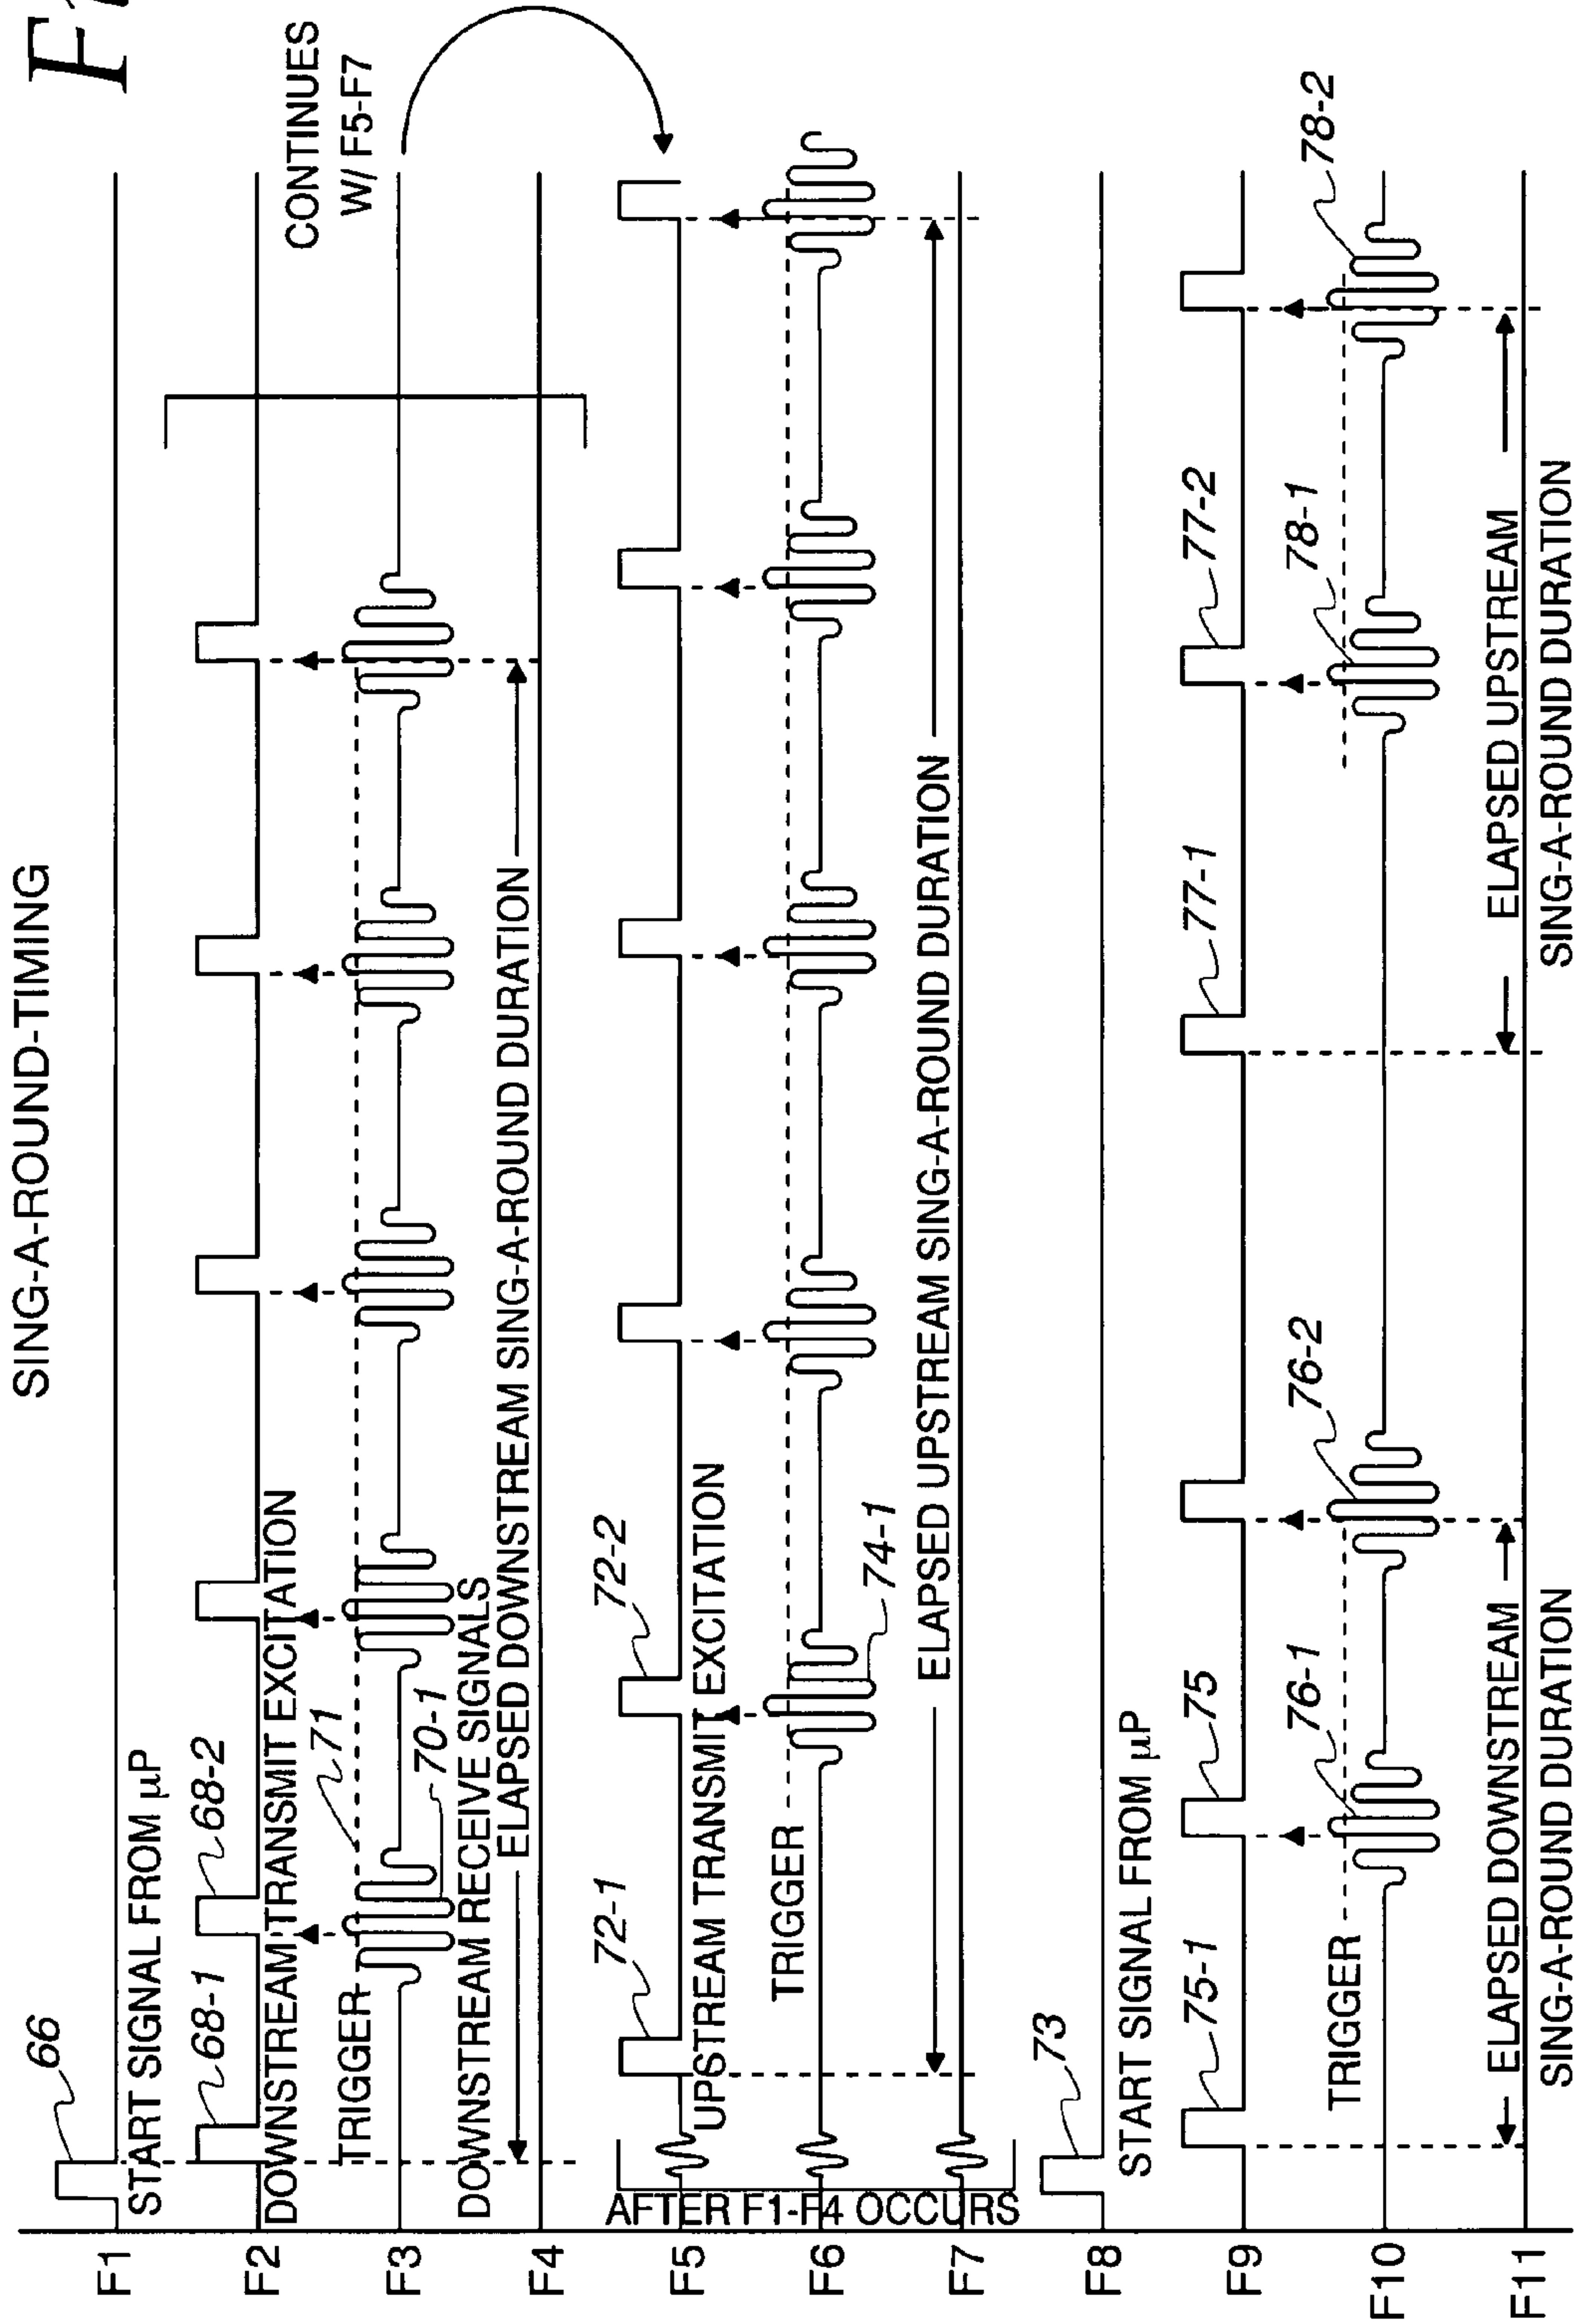 Fi
SING-A-ROUND-TIMING
66
F1
START SIGNAL FROM µP
68-1
68-2
F2
DOWNSTREAM TRANSMIT EXCITATION
CONTINUES
W/ F5-F7
TRIGGER
71
70-1
F3
DOWNSTREAM RECEIVE SIGNALS
ELAPSED DOWNSTREAM SING-A-ROUND DURATION
F4
72-1
72-2
F5
UPSTREAM TRANSMIT EXCITATION
TRIGGER
F6
74-1
ELAPSED UPSTREAM SING-A-ROUND DURATION
F7
AFTER F1-F4 OCCURS
73
F8
START SIGNAL FROM µP
75-1
75
77-1
77-2
F9
TRIGGER
76-1
76-2
78-1
78-2
F10
ELAPSED DOWNSTREAM
SING-A-ROUND DURATION
ELAPSED UPSTREAM
SING-A-ROUND DURATION
F11